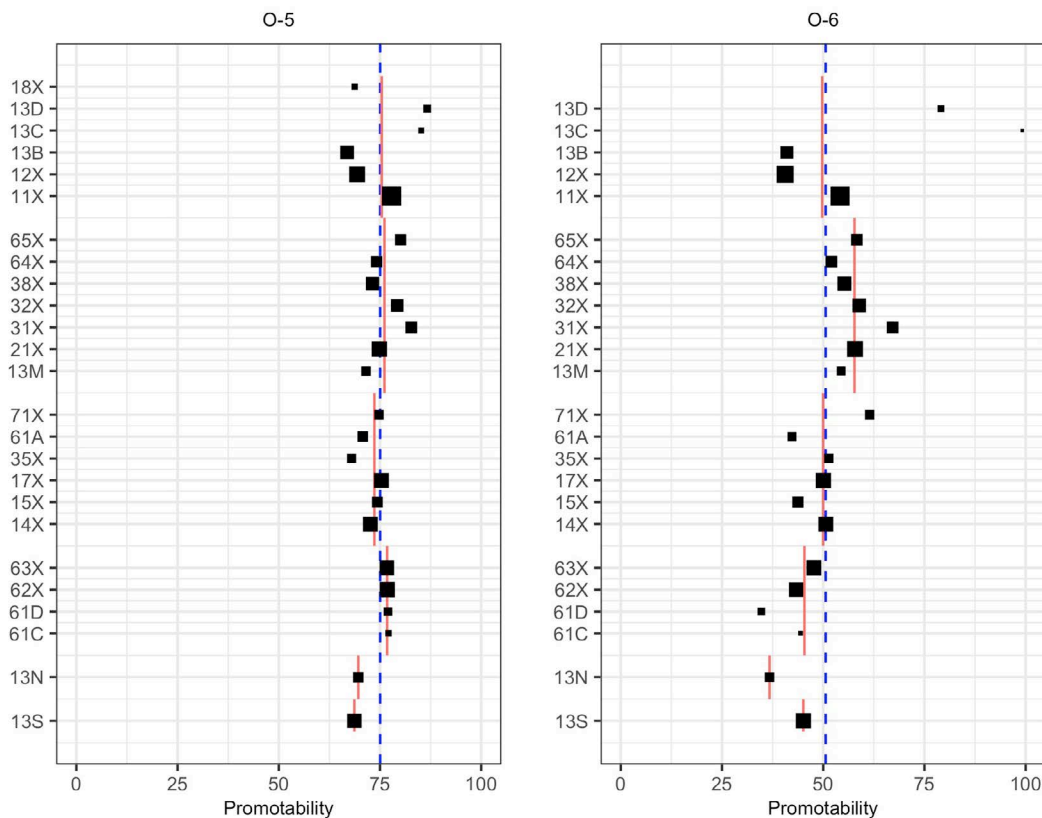 O-5
18X
13D
13C
13B
12X
11X
65X
64X
38X
32X
31X
21X
13M
71X
61A
35X
17X
15X
14X
63X
62X
61D
61C
13N
13S
0 25 50 75 100
Promotability
O-6
13D
13C
13B
12X
11X
65X
64X
38X
32X
31X
21X
13M
71X
61A
35X
17X
15X
14X
63X
62X
61D
61C
13N
13S
0 25 50 75 100
Promotability